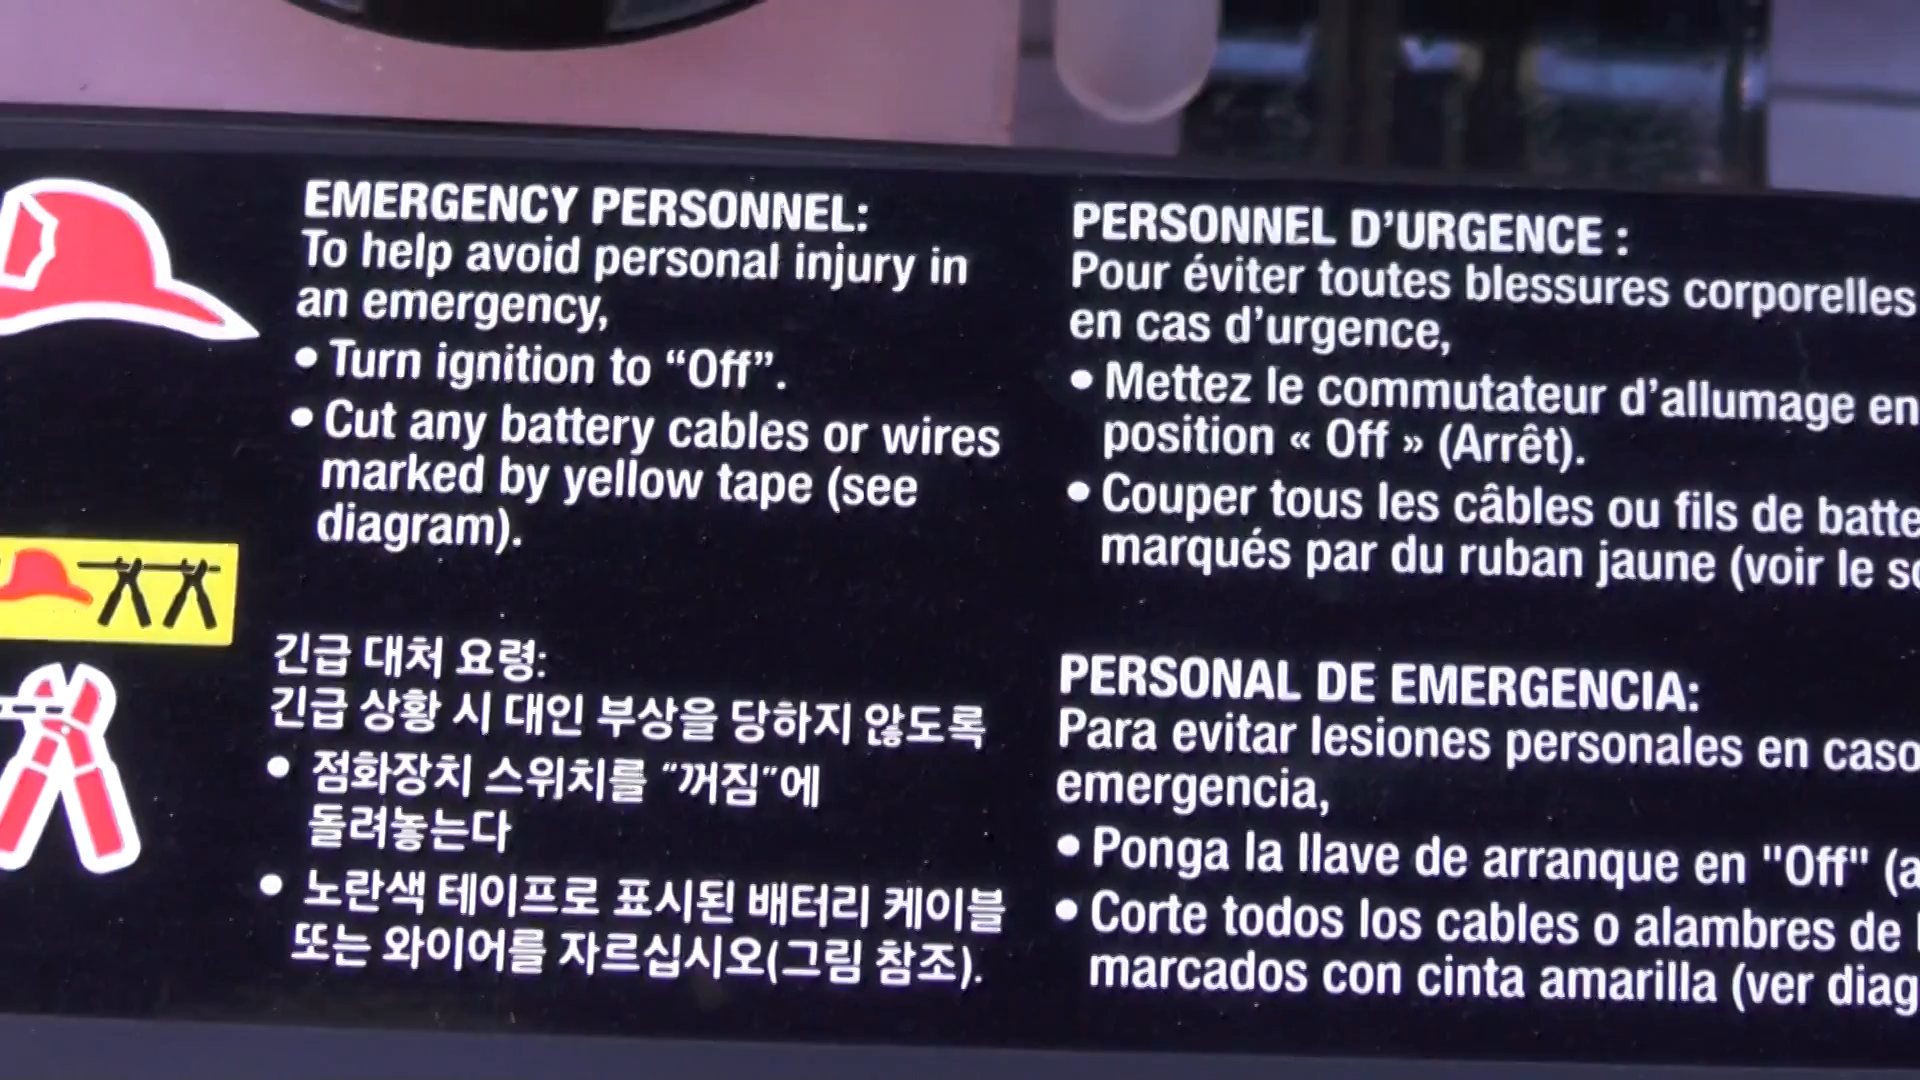 EMERGENCY PERSONNEL:
To help avoid personal injury in
an emergency,
• Turn ignition to “Off”.
• Cut any battery cables or wires
marked by yellow tape (see
diagram).
긴급 대처 요령:
긴급 상황 시 대인 부상을 당하지 않도록
• 점화장치 스위치를 “꺼짐”에
돌려놓는다
• 노란색 테이프로 표시된 배터리 케이블
또는 와이어를 자르십시오(그림 참조).
PERSONNEL D’URGENCE :
Pour éviter toutes blessures corporelles
en cas d’urgence,
• Mettez le commutateur d’allumage en
position « Off » (Arrêt).
• Couper tous les câbles ou fils de batte
marqués par du ruban jaune (voir le
PERSONAL DE EMERGENCIA:
Para evitar lesiones personales en caso
emergencia,
• Ponga la llave de arranque en "Off" (a
• Corte todos los cables o alambres de
marcados con cinta amarilla (ver diag